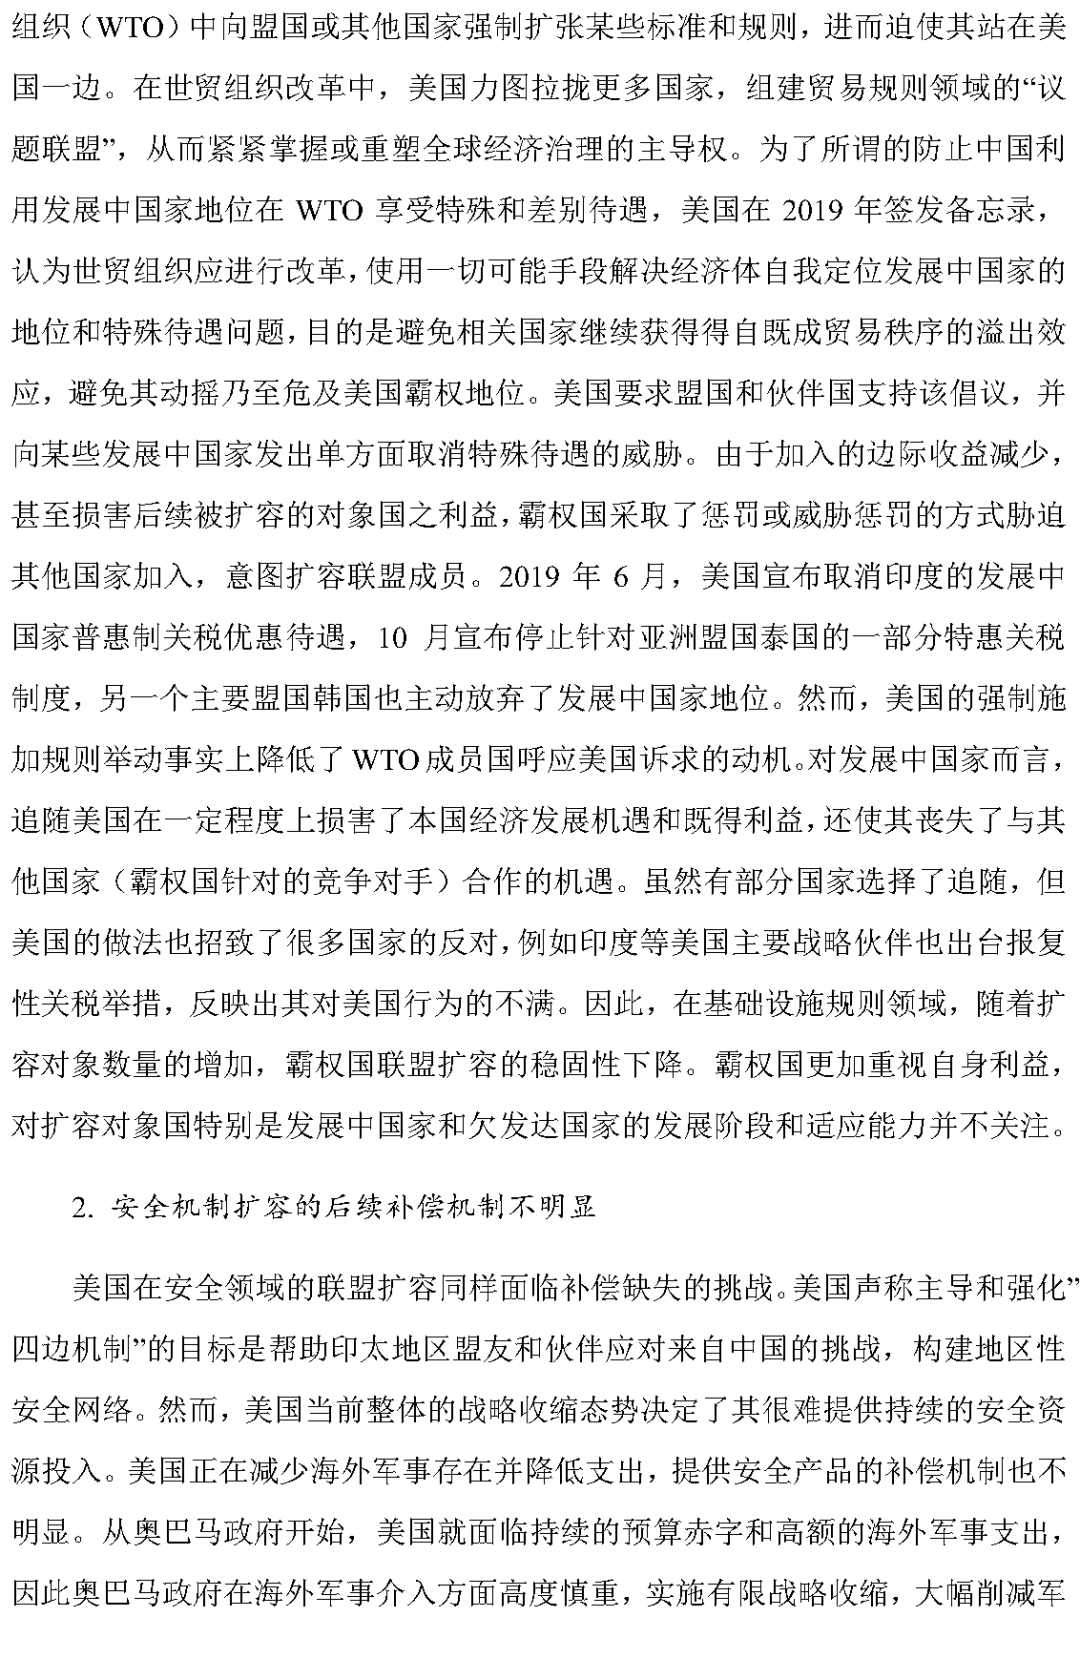 组织（WTO）中向盟国或其他国家强制扩张某些标准和规则，进而迫使其站在美
国一边。在世贸组织改革中，美国力图拉拢更多国家，组建贸易规则领域的“议
题联盟”，从而紧紧掌握或重塑全球经济治理的主导权。为了所谓的防止中国利
用发展中国家地位在 WTO 享受特殊和差别待遇，美国在 2019 年签发备忘录，
认为世贸组织应进行改革，使用一切可能手段解决经济体自我定位发展中国家的
地位和特殊待遇问题，目的是避免相关国家继续获得得自既成贸易秩序的溢出效
应，避免其动摇乃至危及美国霸权地位。美国要求盟国和伙伴国支持该倡议，并
向某些发展中国家发出单方面取消特殊待遇的威胁。由于加入的边际收益减少，
甚至损害后续被扩容的对象国之利益，霸权国采取了惩罚或威胁惩罚的方式胁迫
其他国家加入，意图扩容联盟成员。2019 年 6 月，美国宣布取消印度的发展中
国家普惠制关税优惠待遇，10 月宣布停止针对亚洲盟国泰国的一部分特惠关税
制度，另一个主要盟国韩国也主动放弃了发展中国家地位。然而，美国的强制施
加规则举动事实上降低了 WTO 成员国呼应美国诉求的动机。对发展中国家而言，
追随美国在一定程度上损害了本国经济发展机遇和既得利益，还使其丧失了与其
他国家（霸权国针对的竞争对手）合作的机遇。虽然有部分国家选择了追随，但
美国的做法也招致了很多国家的反对，例如印度等美国主要战略伙伴也出台报复
性关税举措，反映出其对美国行为的不满。因此，在基础设施规则领域，随着扩
容对象数量的增加，霸权国联盟扩容的稳固性下降。霸权国更加重视自身利益，
对扩容对象国特别是发展中国家和欠发达国家的发展阶段和适应能力并不关注。
2. 安全机制扩容的后续补偿机制不明显
美国在安全领域的联盟扩容同样面临补偿缺失的挑战。美国声称主导和强化”
四边机制”的目标是帮助印太地区盟友和伙伴应对来自中国的挑战，构建地区性
安全网络。然而，美国当前整体的战略收缩态势决定了其很难提供持续的安全资
源投入。美国正在减少海外军事存在并降低支出，提供安全产品的补偿机制也不
明显。从奥巴马政府开始，美国就面临持续的预算赤字和高额的海外军事支出，
因此奥巴马政府在海外军事介入方面高度慎重，实施有限战略收缩，大幅削减军